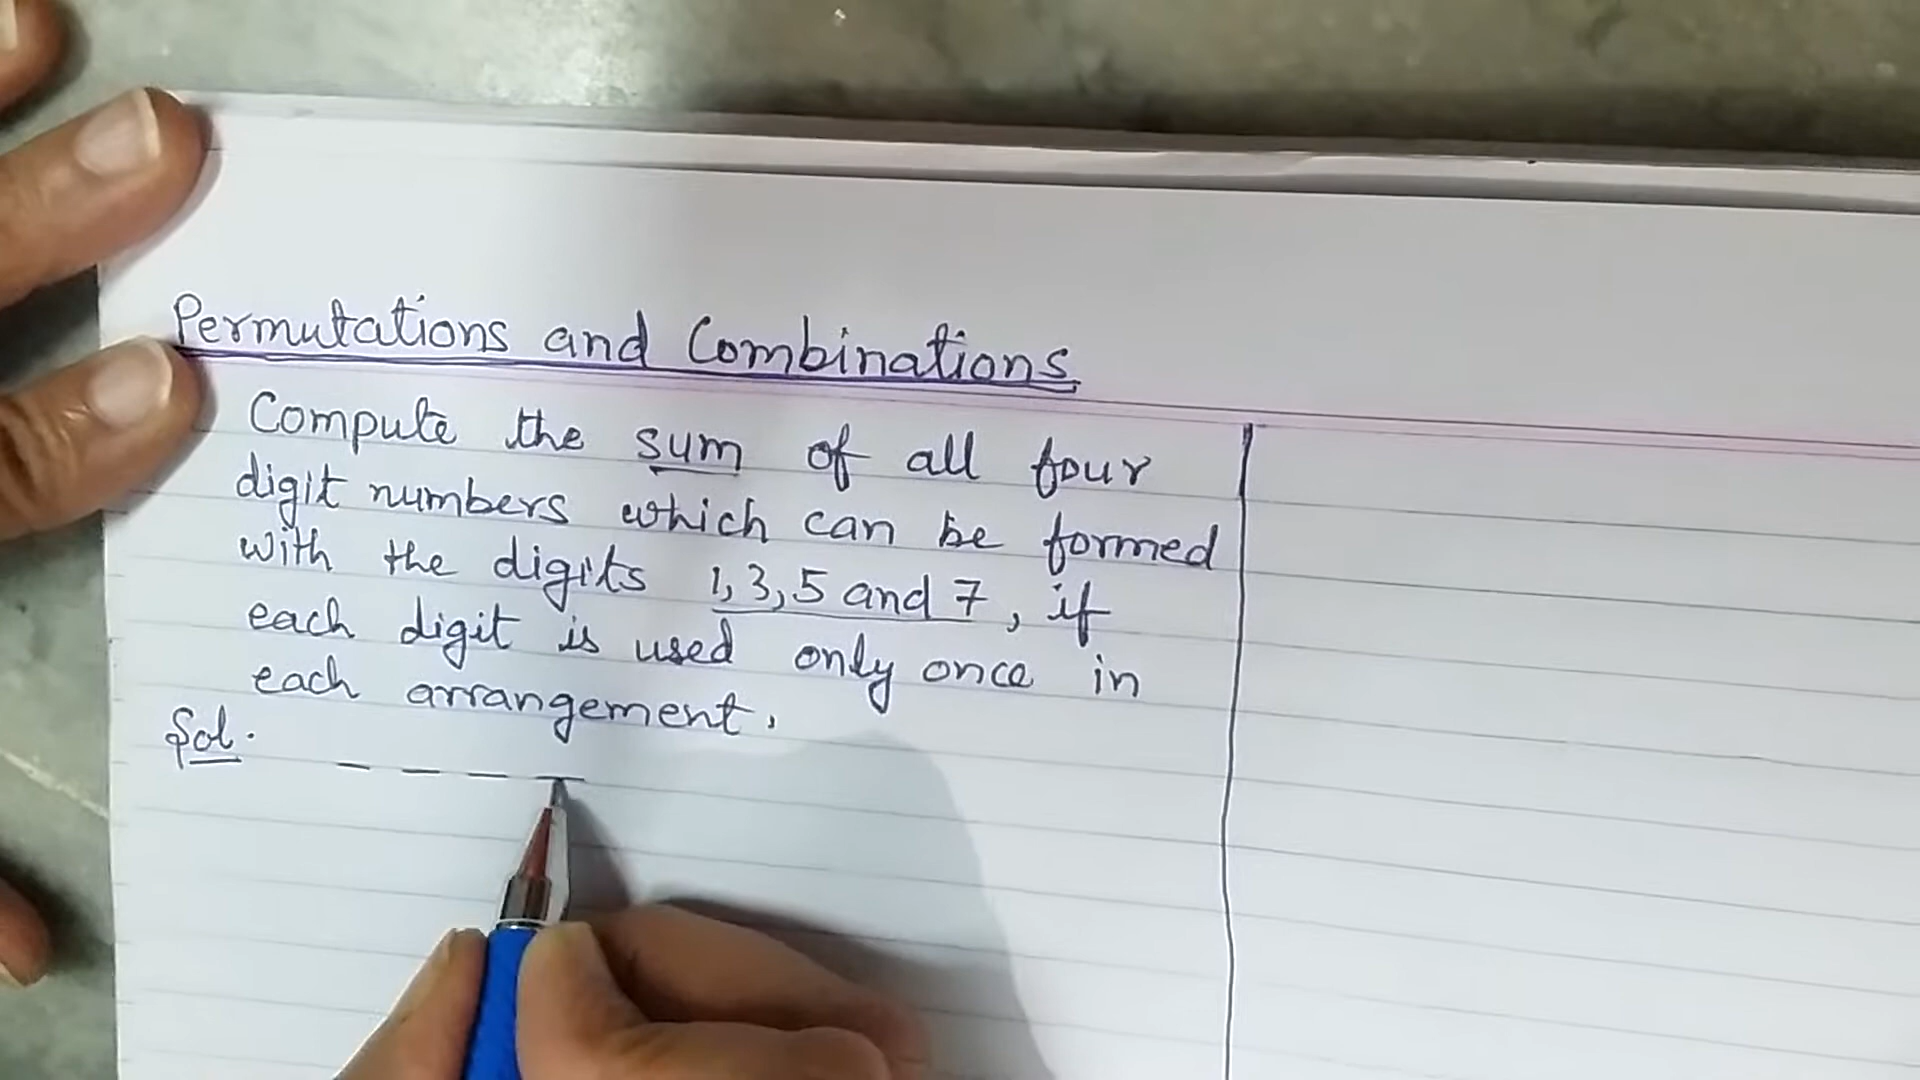 Permutations and Combinations
Compute the sum of all four
digit numbers which can be formed
with the digits 1, 3, 5 and 7, if
each digit is used only once in
each arrangement.
Sol.